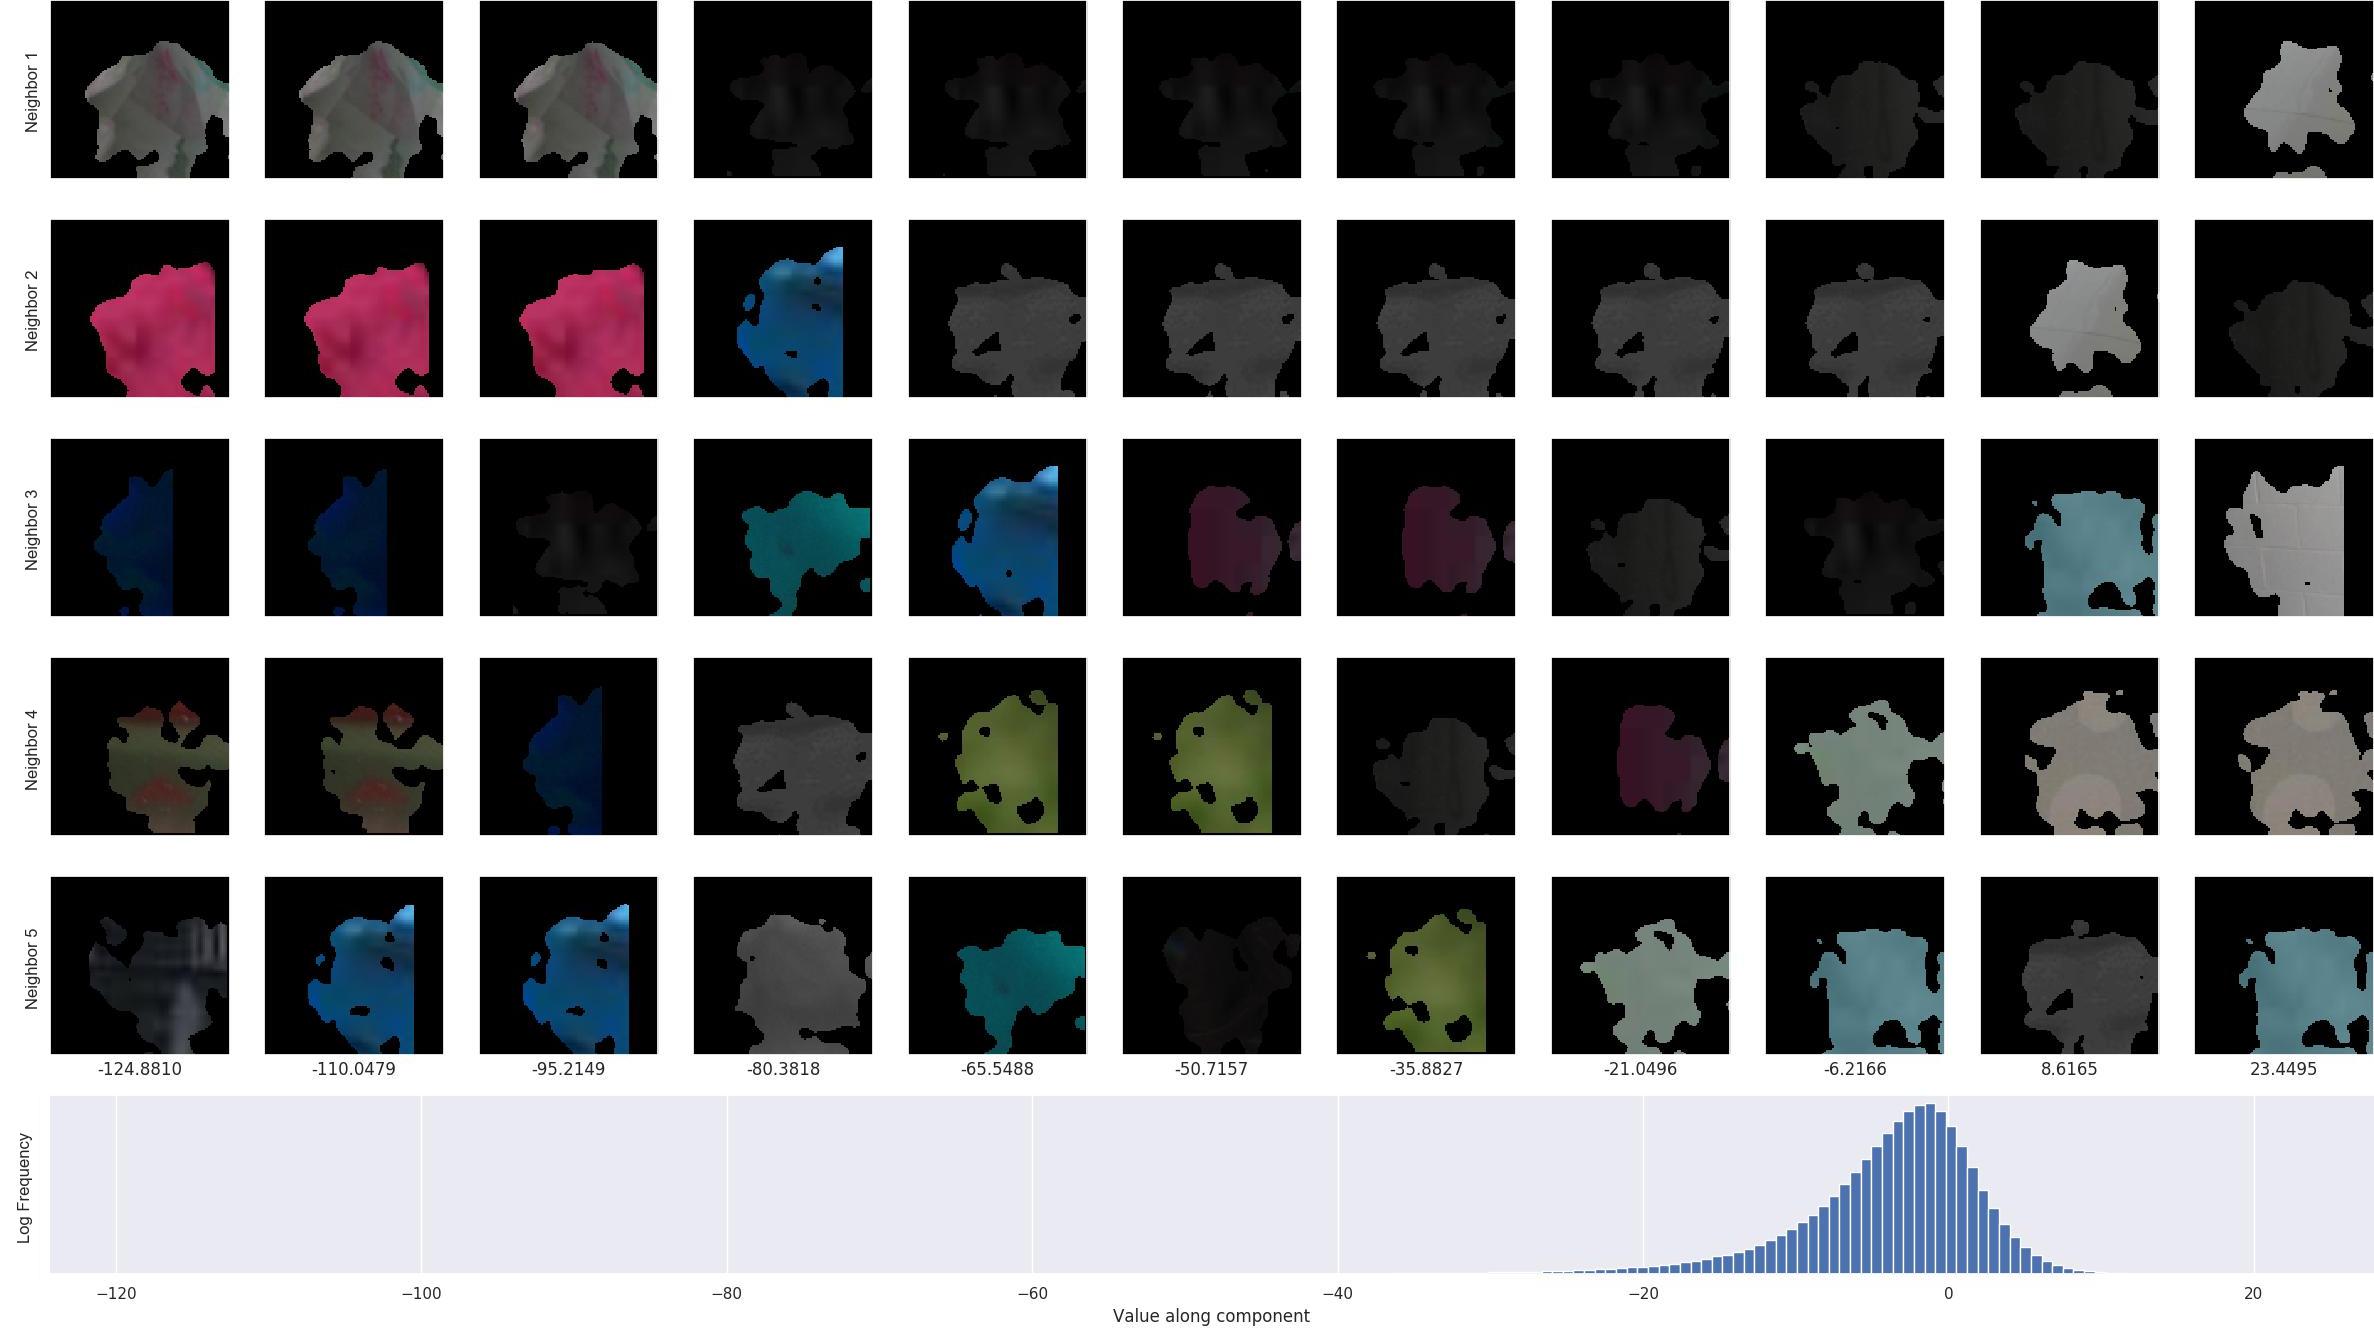 Neighbor 1
Neighbor 2
Neighbor 3
Neighbor 4
Neighbor 5
-124.8810 -110.0479 -95.2149 -80.3818 -65.5488 -50.7157 -35.8827 -21.0496 -6.2166 8.6165 23.4495
Log Frequency
−120 −100 −80 −60 −40 −20 0 20
Value along component